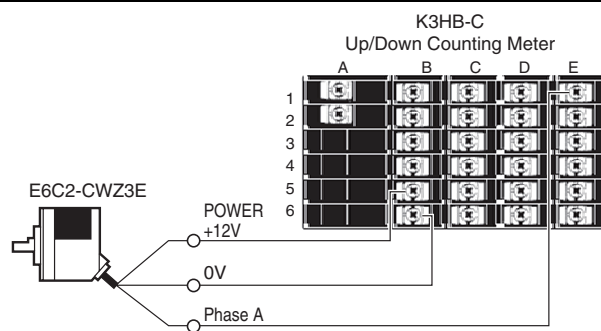 K3HB-C
Up/Down Counting Meter
A B C D E
1
2
3
4
5
6
E6C2-CWZ3E
POWER
+12V
0V
Phase A